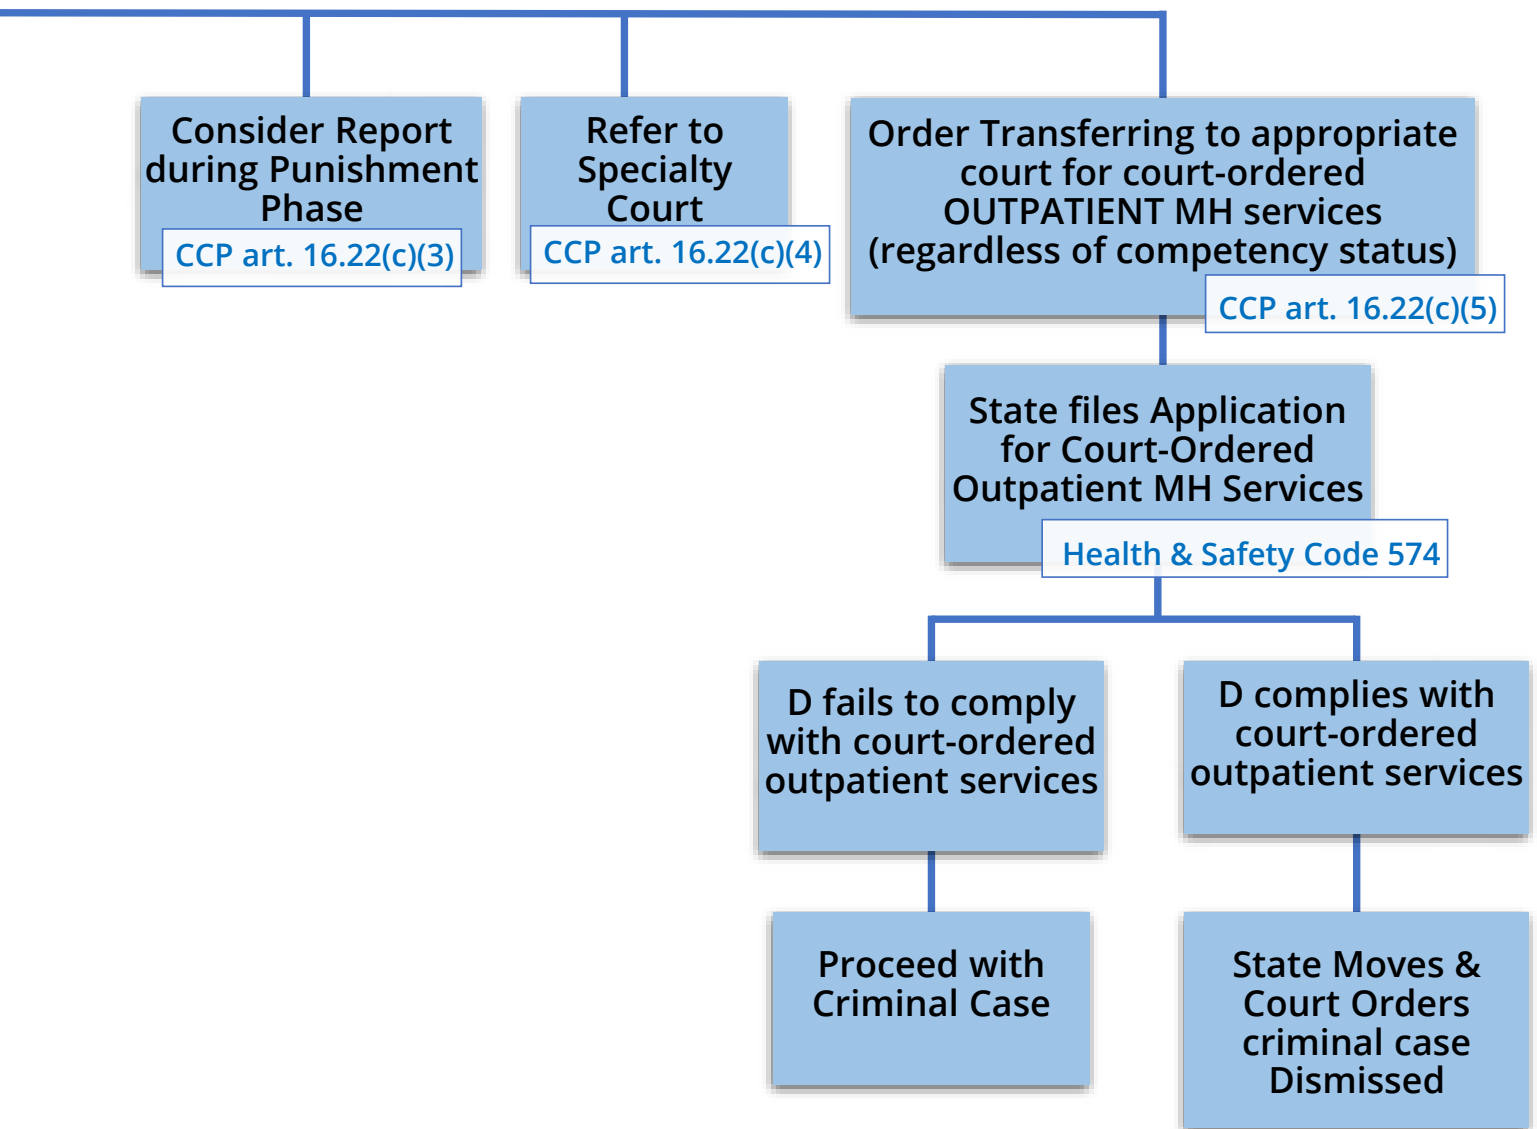 Consider Report
during Punishment
Phase
CCP art. 16.22(c)(3)
Refer to
Specialty
Court
CCP art. 16.22(c)(4)
Order Transferring to appropriate
court for court-ordered
OUTPATIENT MH services
(regardless of competency status)
CCP art. 16.22(c)(5)
State files Application
for Court-Ordered
Outpatient MH Services
Health & Safety Code 574
D fails to comply
with court-ordered
outpatient services
D complies with
court-ordered
outpatient services
Proceed with
Criminal Case
State Moves &
Court Orders
criminal case
Dismissed